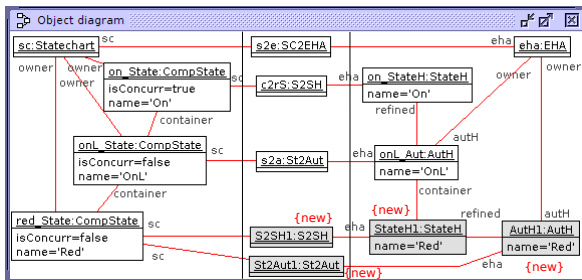 Object diagram
sc:Statechart
sc
s2e:SC2EHA
eha
eha:EHA
owner
owner
owner
on_State:CompState
isConcurr=true
name='On'
sc
c2rS:S2SH
eha
on_StateH:StateH
name='On'
owner
owner
container
refined
autH
onL_State:CompState
isConcurr=false
name='OnL'
sc
s2a:St2Aut
eha
onL_Aut:AutH
name='OnL'
container
container
red_State:CompState
isConcurr=false
name='Red'
sc
sc
{new}
S2SH1:S2SH
eha
{new}
StateH1:StateH
name='Red'
refined
autH
AutH1:AutH
name='Red'
St2Aut1:St2Aut
{new}
eha
{new}